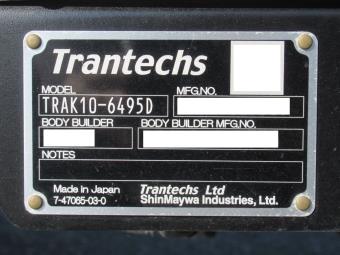 Trantechs
MODEL MFG.NO.
TRAK10-6495D
BODY BUILDER BODY BUILDER MFG.NO.
NOTES
Made in Japan Trantechs Ltd
7-47065-03-0 ShinMaywa Industries, Ltd.